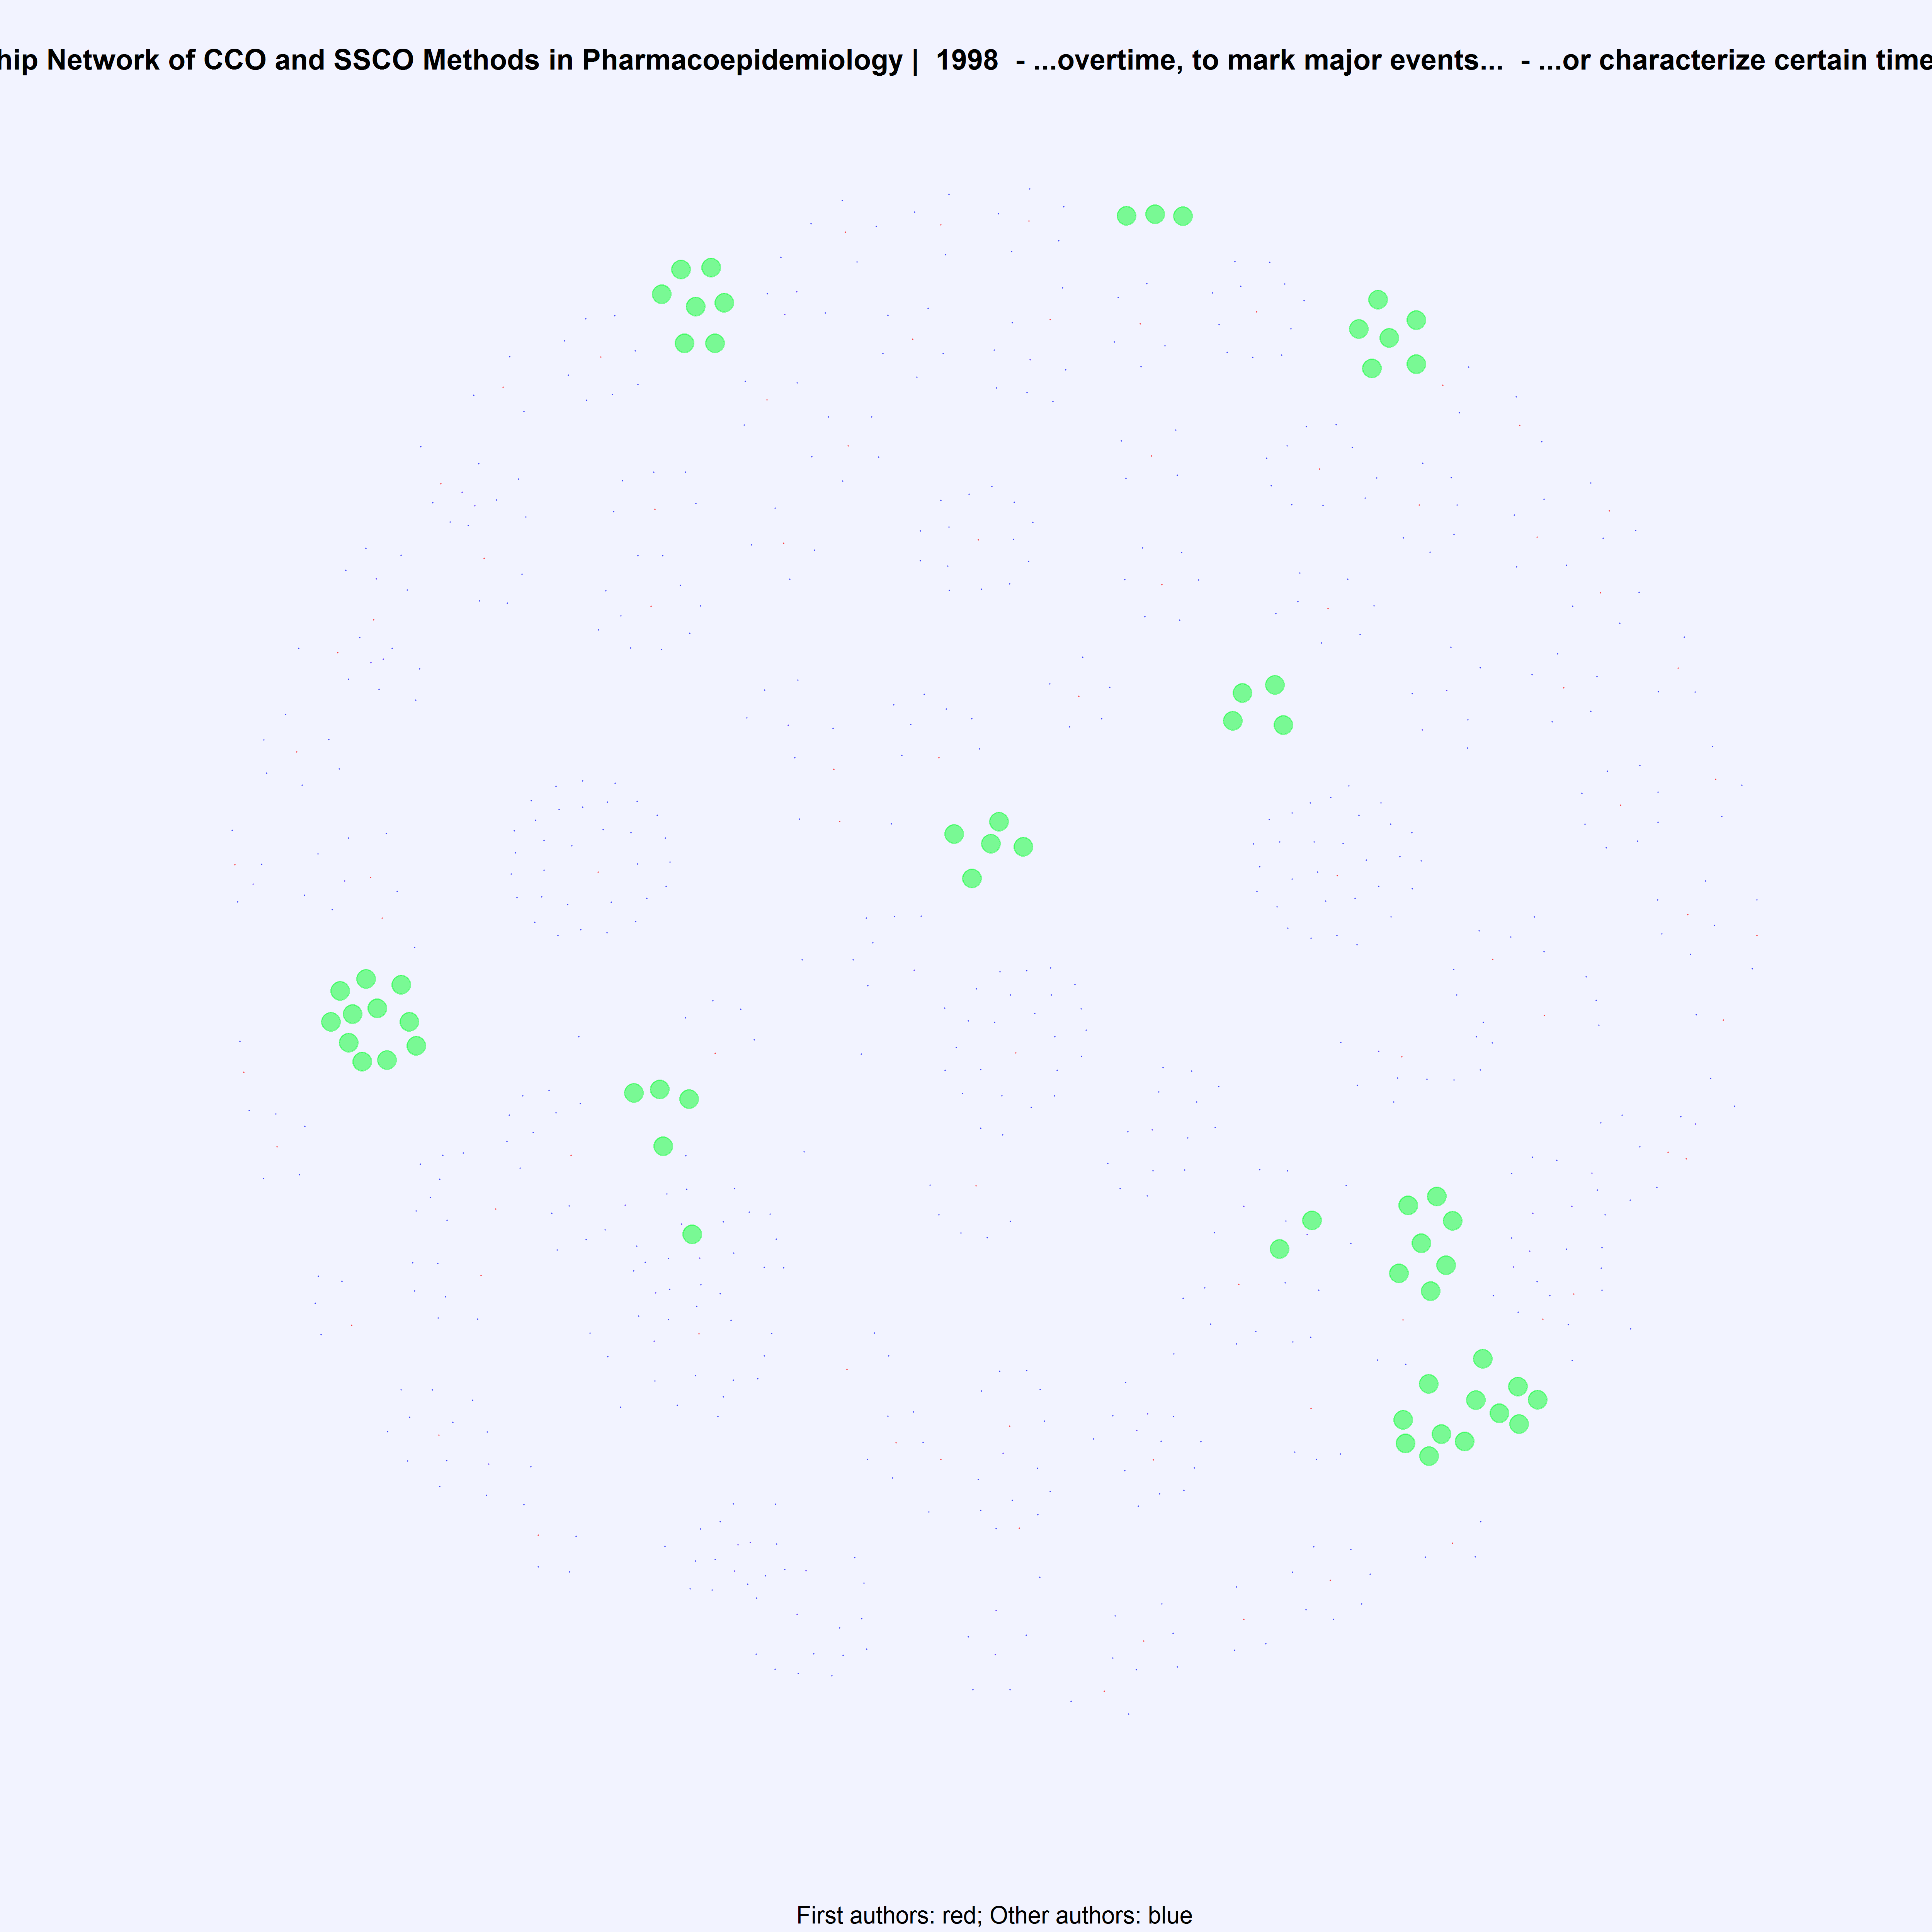 hip Network of CCO and SSCO Methods in Pharmacoepidemiology | 1998 - ...overtime, to mark major events... - ...or characterize certain time
First authors: red; Other authors: blue